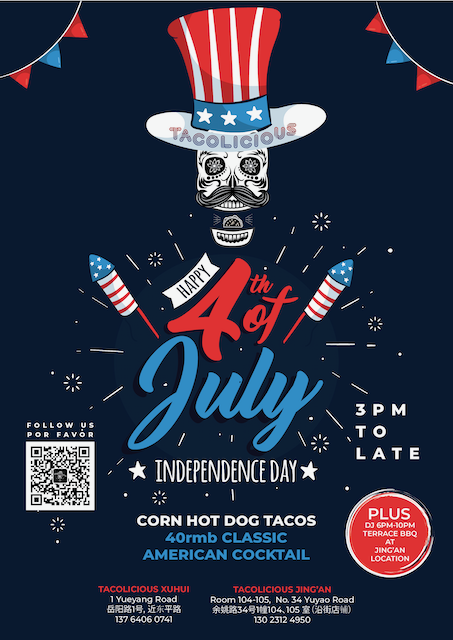 TACOLICIOUS
HAPPY
4th
of
July
3PM
TO
LATE
FOLLOW US
POR FAVOR
INDEPENDENCE DAY
CORN HOT DOG TACOS
40rmb CLASSIC
AMERICAN COCKTAIL
PLUS
DJ 6PM-10PM
TERRACE BBQ
AT
JING'AN
LOCATION
TACOLICIOUS XUHUI
1 Yueyang Road
岳阳路1号, 近东平路
137 6406 0741
TACOLICIOUS JING'AN
Room 104-105, No. 34 Yuyao Road
余姚路34号1幢104, 105 室 (沿街店铺)
130 2312 4950